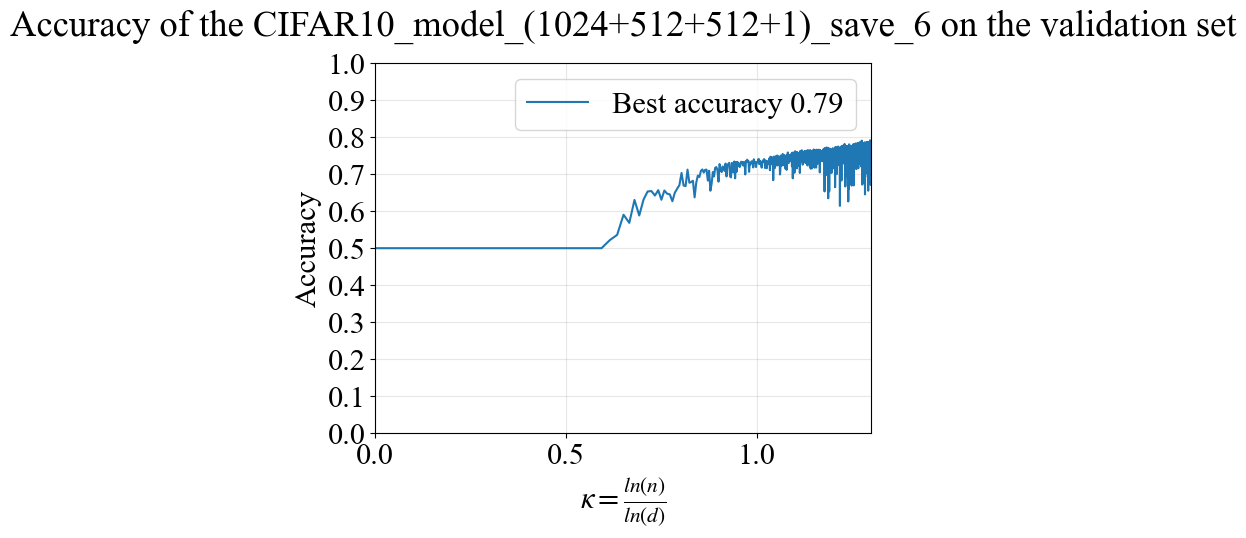 Accuracy of the CIFAR10_model_(1024+512+512+1)_save_6 on the validation set
1.0
0.9
0.8
0.7
0.6
0.5
0.4
0.3
0.2
0.1
0.0
Accuracy
Best accuracy 0.79
0.0 0.5 1.0
κ = ln(n)/ln(d)